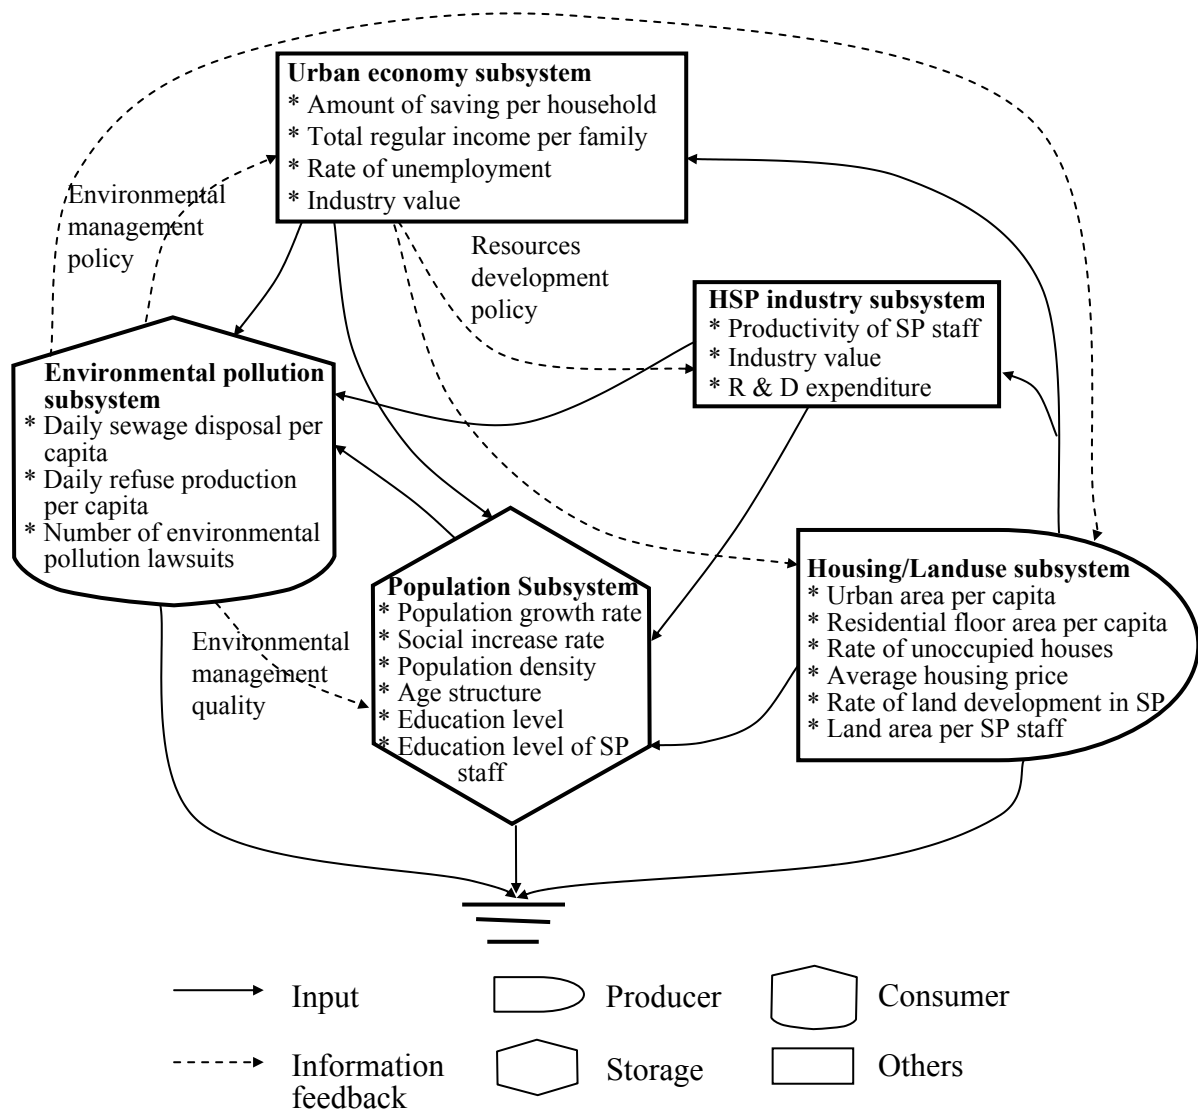 Urban economy subsystem
* Amount of saving per household
* Total regular income per family
* Rate of unemployment
* Industry value
Environmental
management
policy
Resources
development
policy
HSP industry subsystem
* Productivity of SP staff
* Industry value
* R & D expenditure
Environmental pollution
subsystem
* Daily sewage disposal per
capita
* Daily refuse production
per capita
* Number of environmental
pollution lawsuits
Population Subsystem
* Population growth rate
* Social increase rate
* Population density
* Age structure
* Education level
* Education level of SP
staff
Housing/Landuse subsystem
* Urban area per capita
* Residential floor area per capita
* Rate of unoccupied houses
* Average housing price
* Rate of land development in SP
* Land area per SP staff
Environmental
management
quality
Input
Producer
Consumer
Information
feedback
Storage
Others